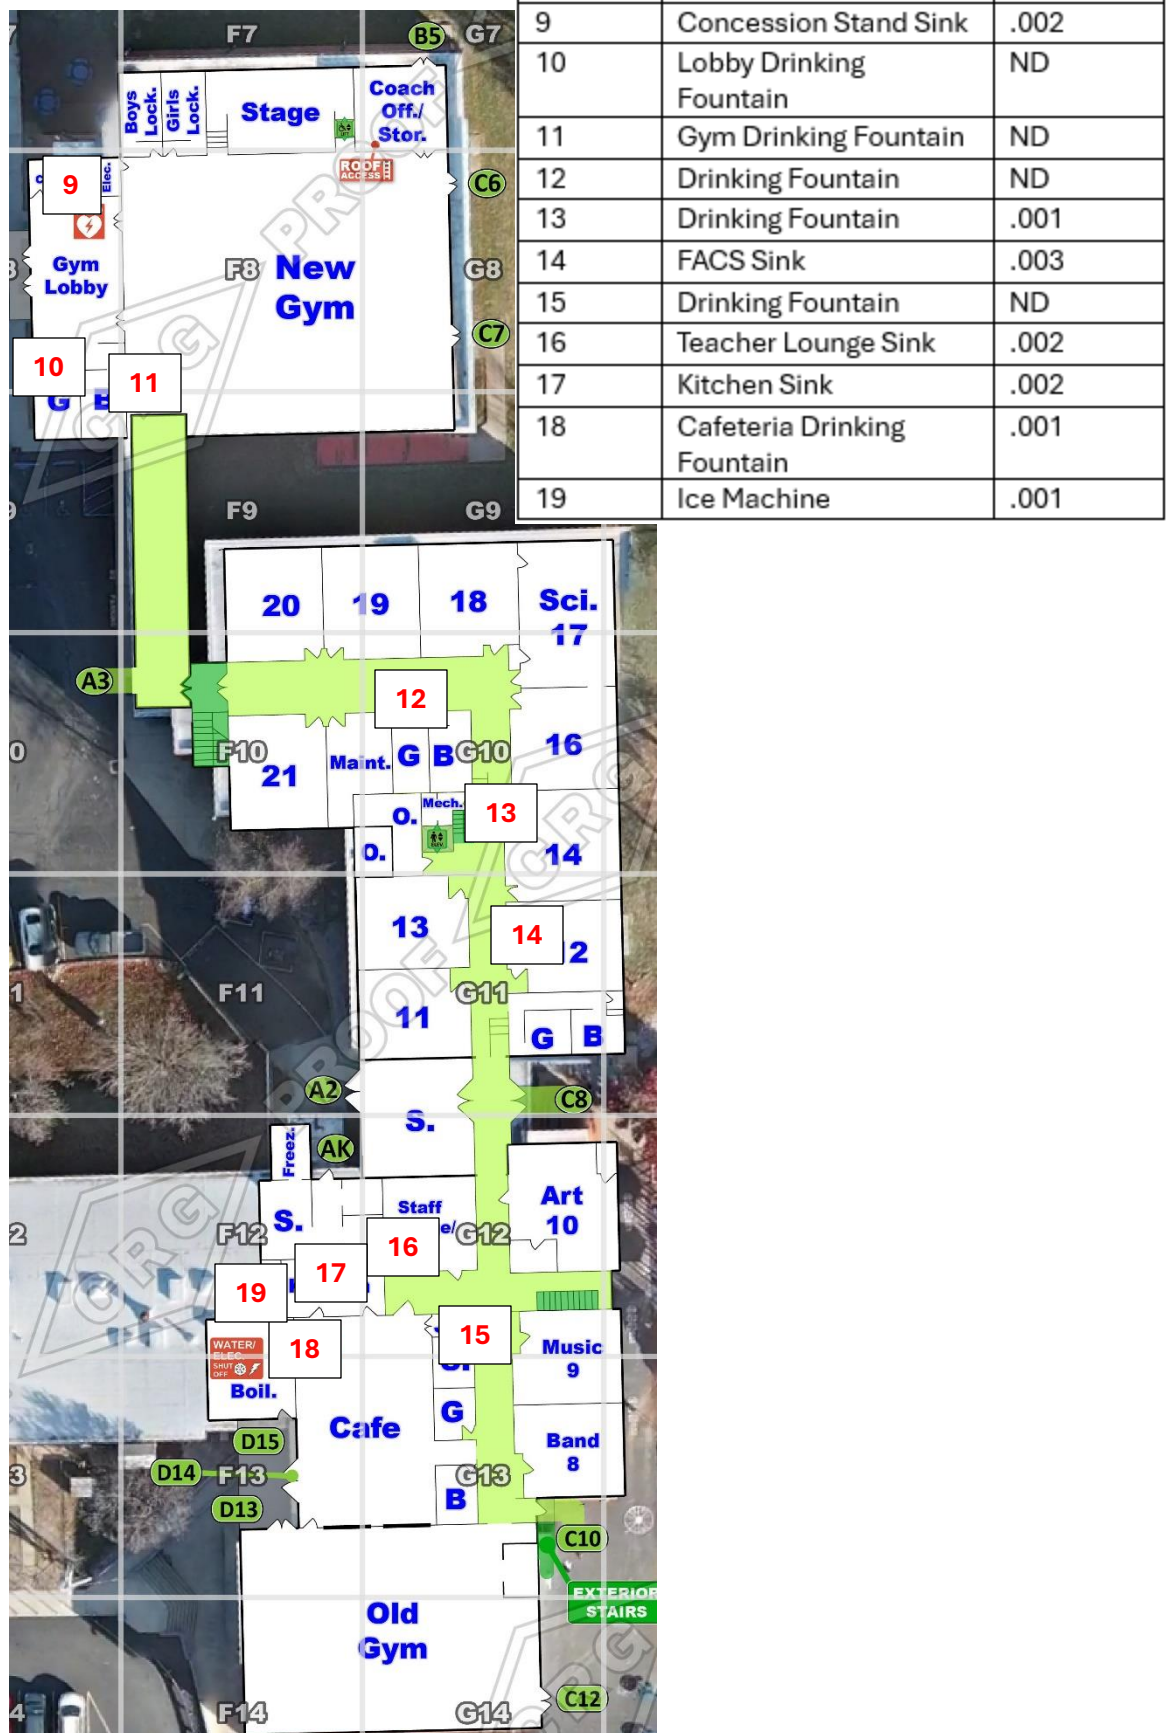 F7
B5
G7
Boys
Lock.
Girls
Lock.
Stage
Coach
Off./
Stor.
ROOF
ACCESS
PROOF
9
Elec.
C6
Gym
Lobby
F8
New
Gym
G8
C7
10
11
G
B
CRG
F9
G9
9 Concession Stand Sink .002
10 Lobby Drinking ND
Fountain
11 Gym Drinking Fountain ND
12 Drinking Fountain ND
13 Drinking Fountain .001
14 FACS Sink .003
15 Drinking Fountain ND
16 Teacher Lounge Sink .002
17 Kitchen Sink .002
18 Cafeteria Drinking .001
Fountain
19 Ice Machine .001
20
19
18
Sci.
17
A3
12
F10
21
Maint.
G
B
G10
16
O.
Mech.
ELEV.
13
O.
14
CRG
13
14
2
F11
11
G11
G
B
PROOF
A2
C8
S.
Freez.
AK
Art
10
F12
S.
Staff
e/
G12
16
17
19
CRG
18
15
WATER/
ELEC.
SHUT
OFF
Boil.
Music
9
G
Cafe
D15
Band
8
D14
F13
G13
D13
B
C10
EXTERIOR
STAIRS
Old
Gym
F14
G14
C12
CRG